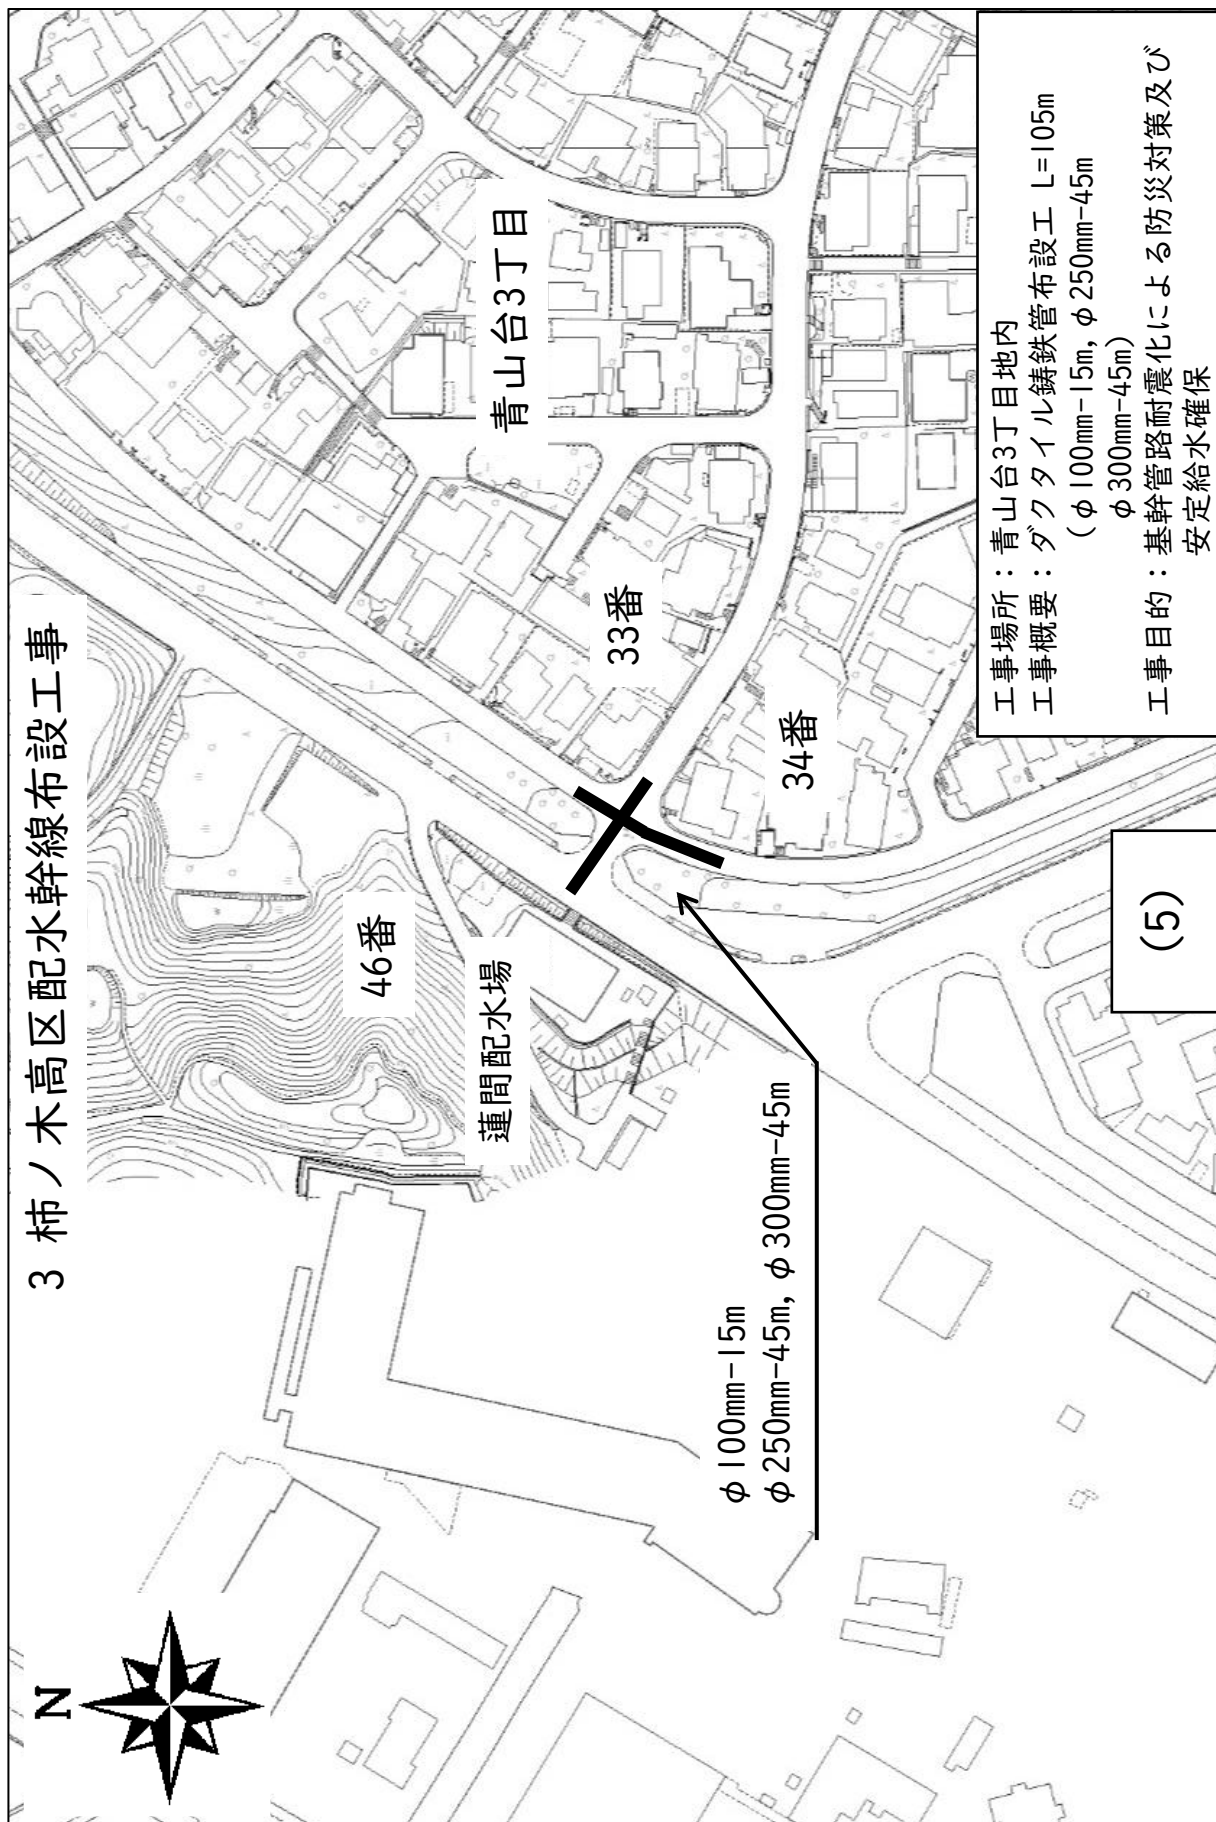 3 柿ノ木高区配水幹線布設工事
N
青山台3丁目
33番
34番
46番
蓮間配水場
φ100mm-15m
φ250mm-45m, φ300mm-45m
工事場所：青山台3丁目地内
工事概要：ダクタイル鋳鉄管布設工 L=105m
(φ100mm-15m, φ250mm-45m
φ300mm-45m)
工事目的：基幹管路耐震化による防災対策及び
安定給水確保
(5)